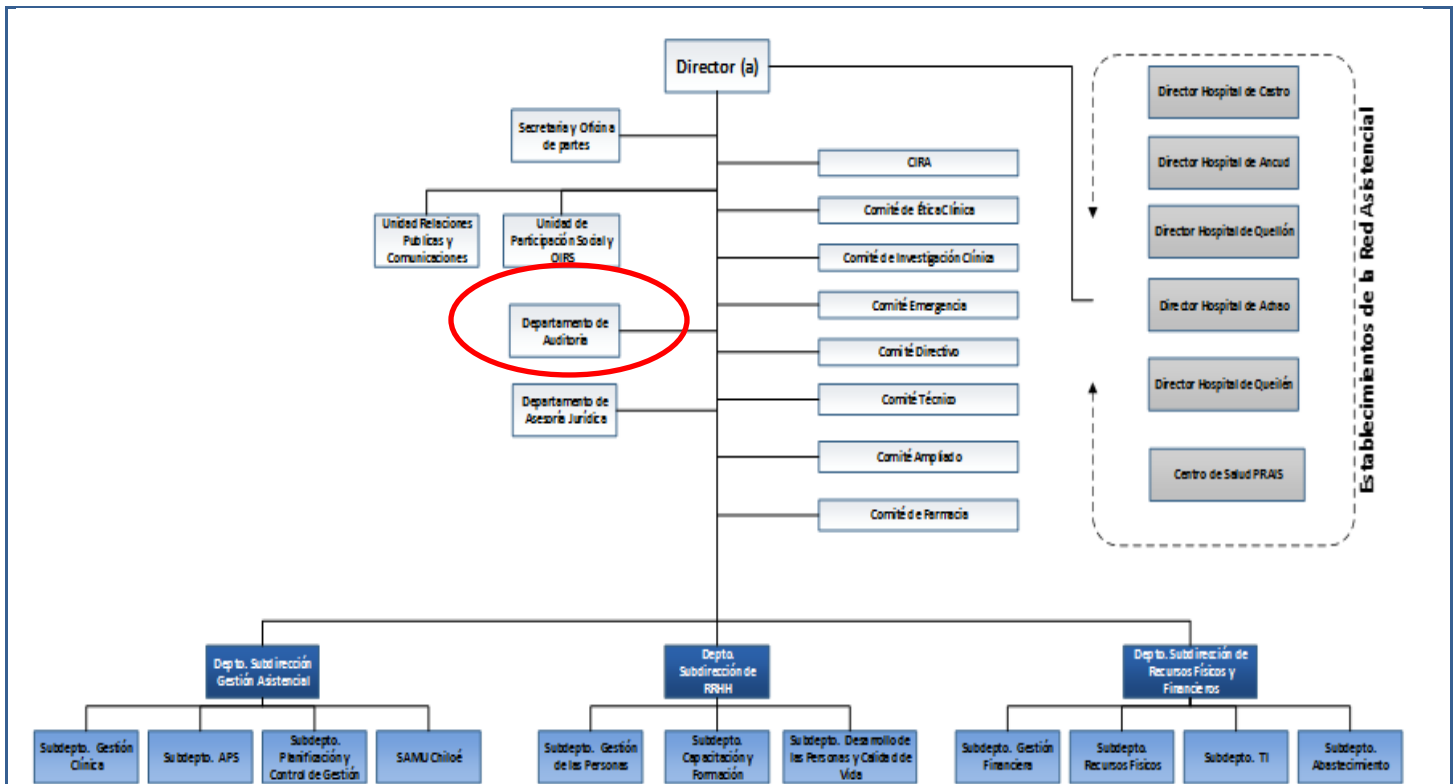 Director (a)
Secretaria y Oficina
de partes
Unidad Relaciones
Publicas y
Comunicaciones
Unidad de
Participación Social y
OIRS
Departamento de
Auditoria
Departamento de
Asesoría Jurídica
CIRA
Comité de Ética Clínica
Comité de Investigación Clínica
Comité Emergencia
Comité Directivo
Comité Técnico
Comité Ampliado
Comité de Farmacia
Director Hospital de Castro
Director Hospital de Ancud
Director Hospital de Quellón
Director Hospital de Achao
Director Hospital de Queilén
Centro de Salud PRAIS
Establecimientos de la Red Asistencial
Depto. Subdirección
Gestión Asistencial
Depto.
Subdirección de
RRHH
Depto. Subdirección de
Recursos Físicos y
Financieros
Subdepto. Gestión
Clínica
Subdepto. APS
Subdepto.
Planificación y
Control de Gestión
SAMU Chiloé
Subdepto. Gestión
de las Personas
Subdepto.
Capacitación y
Formación
Subdepto. Desarrollo de
las Personas y Calidad de
Vida
Subdepto. Gestión
Financiera
Subdepto.
Recursos Físicos
Subdepto. TI
Subdepto.
Abastecimiento